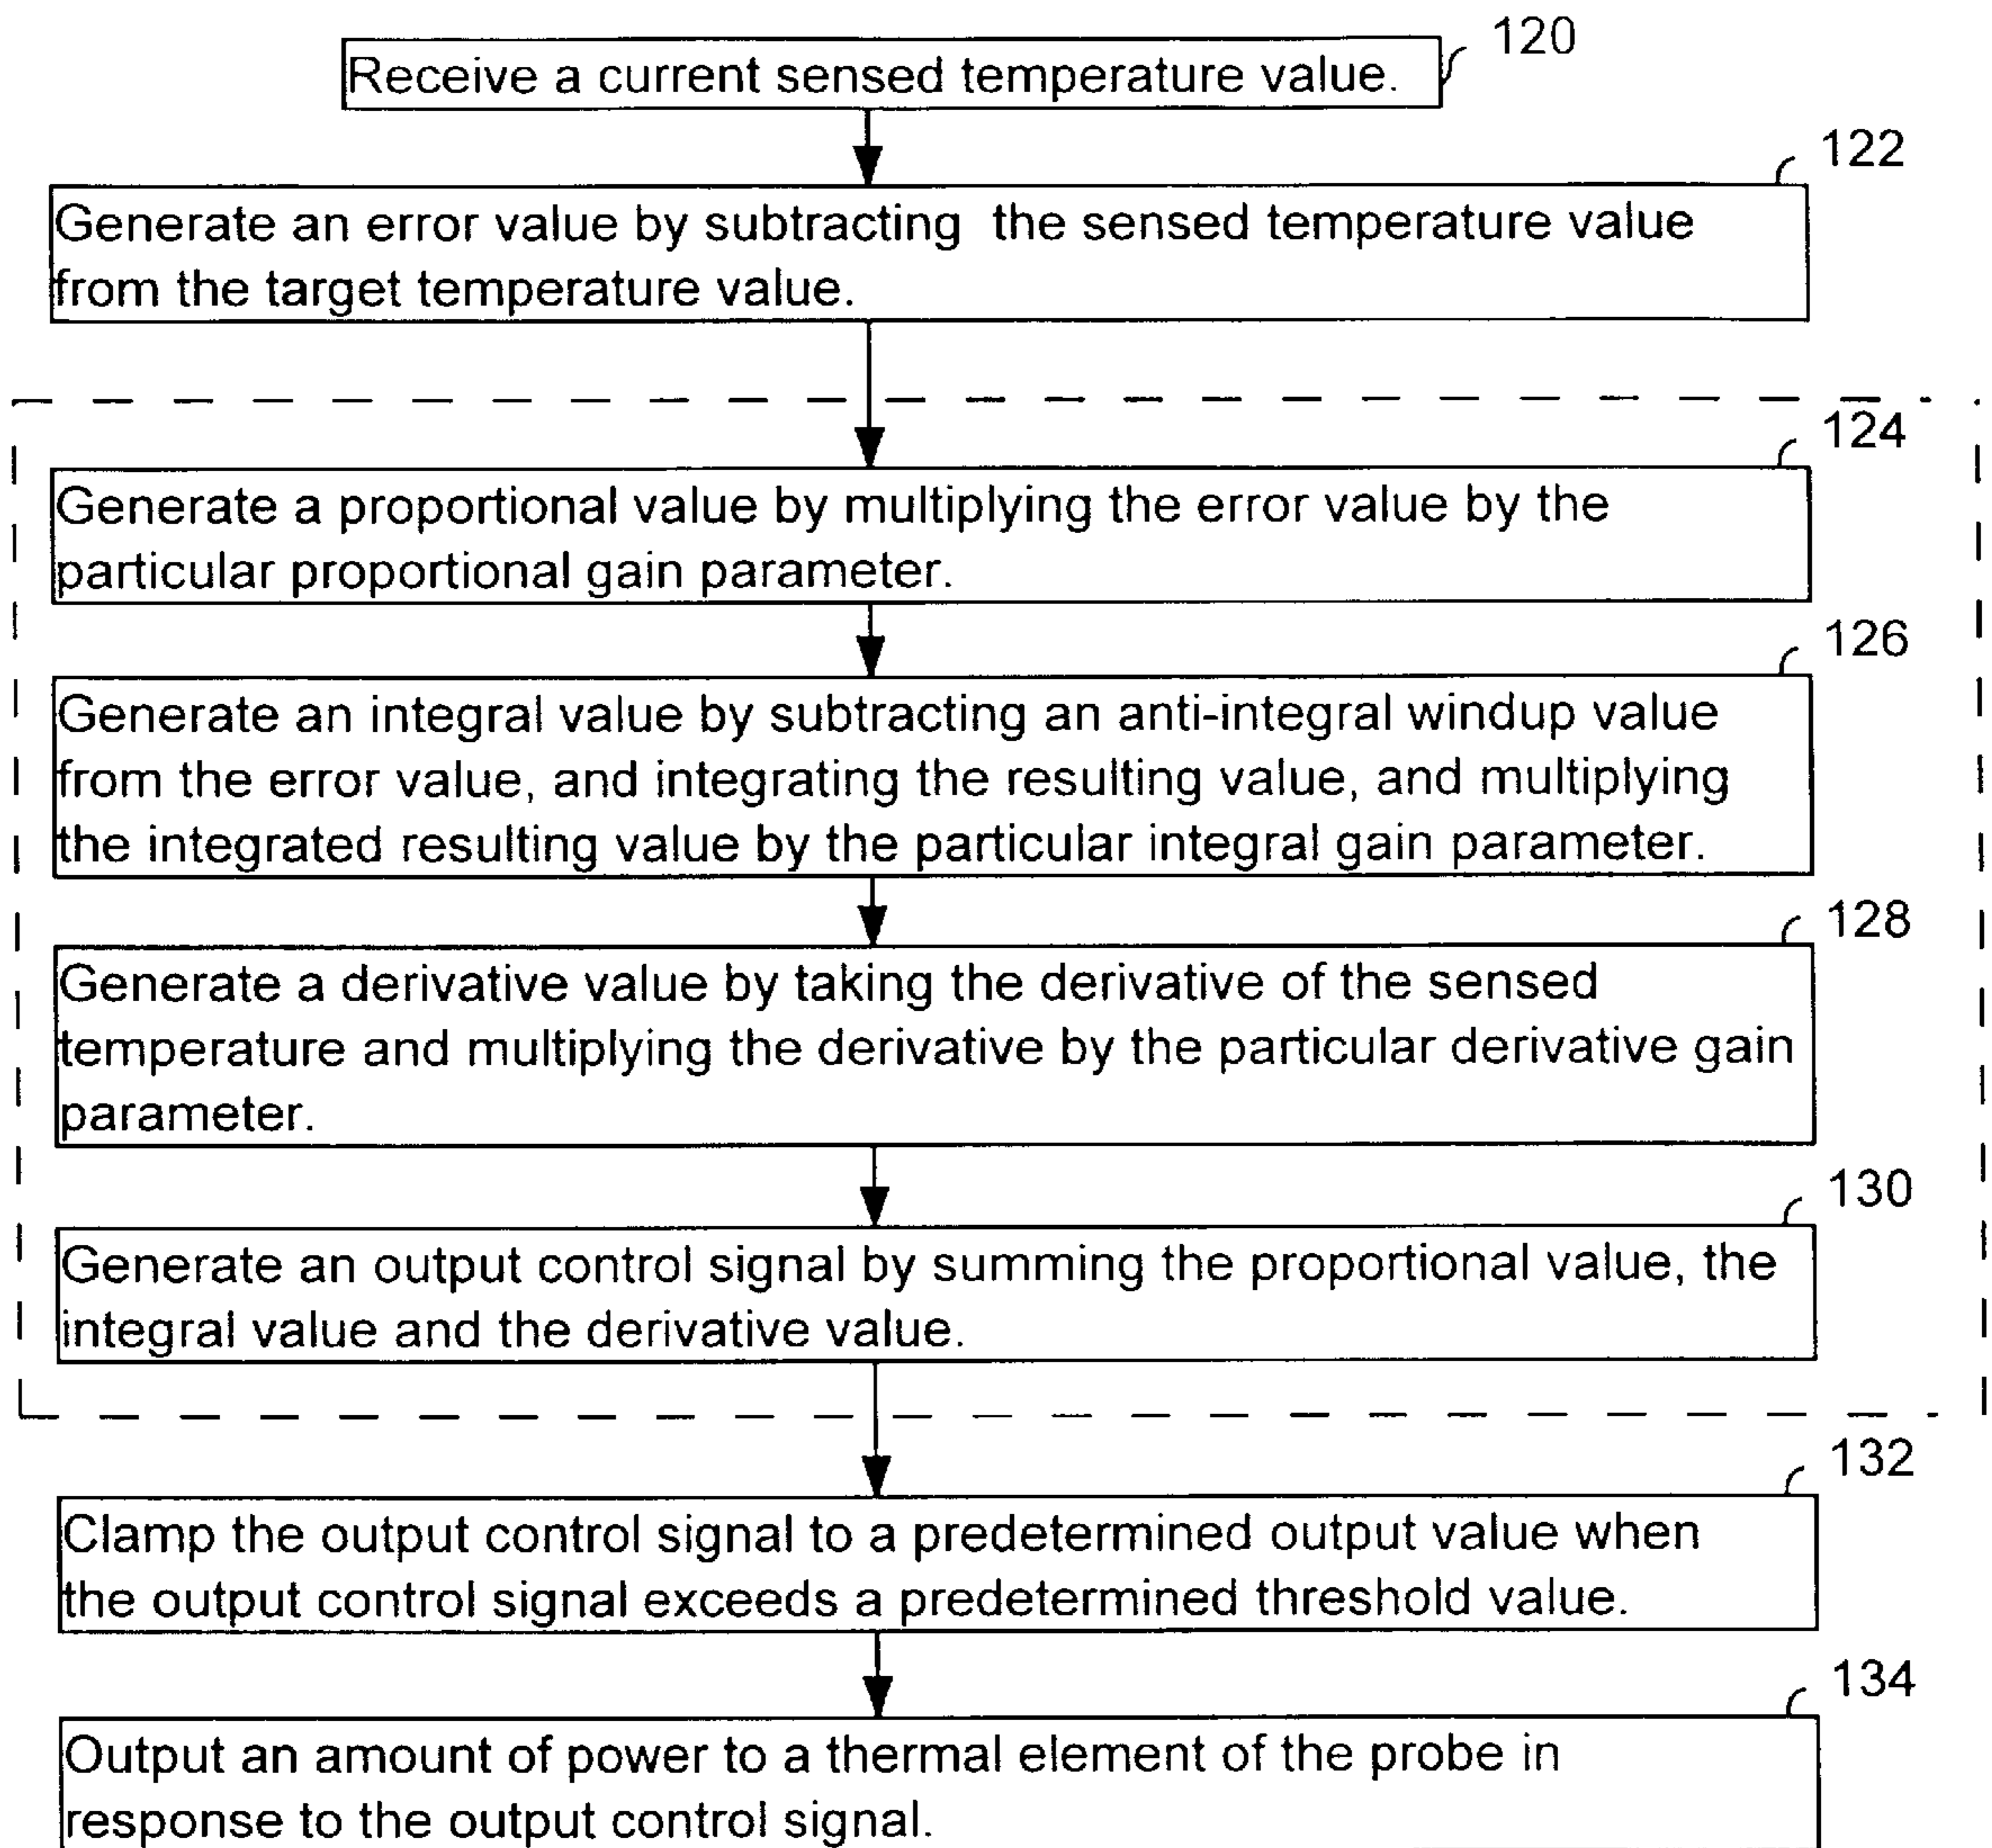 120
Receive a current sensed temperature value.
122
Generate an error value by subtracting the sensed temperature value
from the target temperature value.
124
Generate a proportional value by multiplying the error value by the
particular proportional gain parameter.
126
Generate an integral value by subtracting an anti-integral windup value
from the error value, and integrating the resulting value, and multiplying
the integrated resulting value by the particular integral gain parameter.
128
Generate a derivative value by taking the derivative of the sensed
temperature and multiplying the derivative by the particular derivative gain
parameter.
130
Generate an output control signal by summing the proportional value, the
integral value and the derivative value.
132
Clamp the output control signal to a predetermined output value when
the output control signal exceeds a predetermined threshold value.
134
Output an amount of power to a thermal element of the probe in
response to the output control signal.